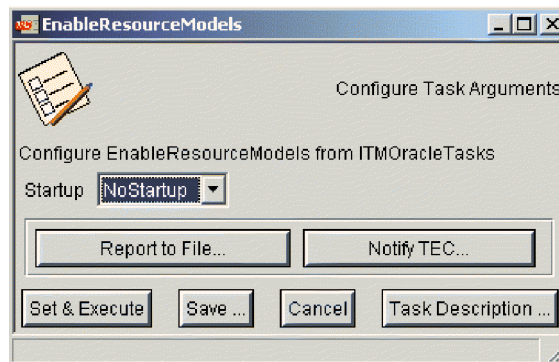 EnableResourceModels
Configure Task Arguments
Configure EnableResourceModels from ITMOracleTasks
Startup NoStartup
Report to File... Notify TEC...
Set & Execute Save ... Cancel Task Description ...